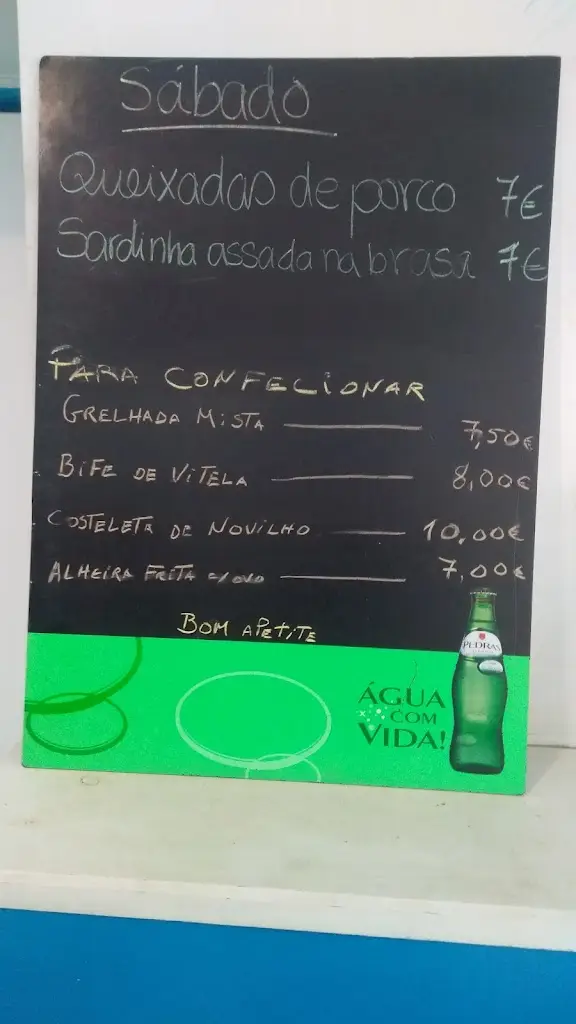 Sábado
Queixadas de porco 7€
Sardinha assada na brasa 7€
PARA CONFECIONAR
GRELHADA MISTA 7,50€
BIFE DE VITELA 8,00€
COSTELETA DE NOVILHO 10,00€
ALHEIRA FRITA C/OVO 7,00€
BOM APETITE
ÁGUA
COM
VIDA!
PEDRAS